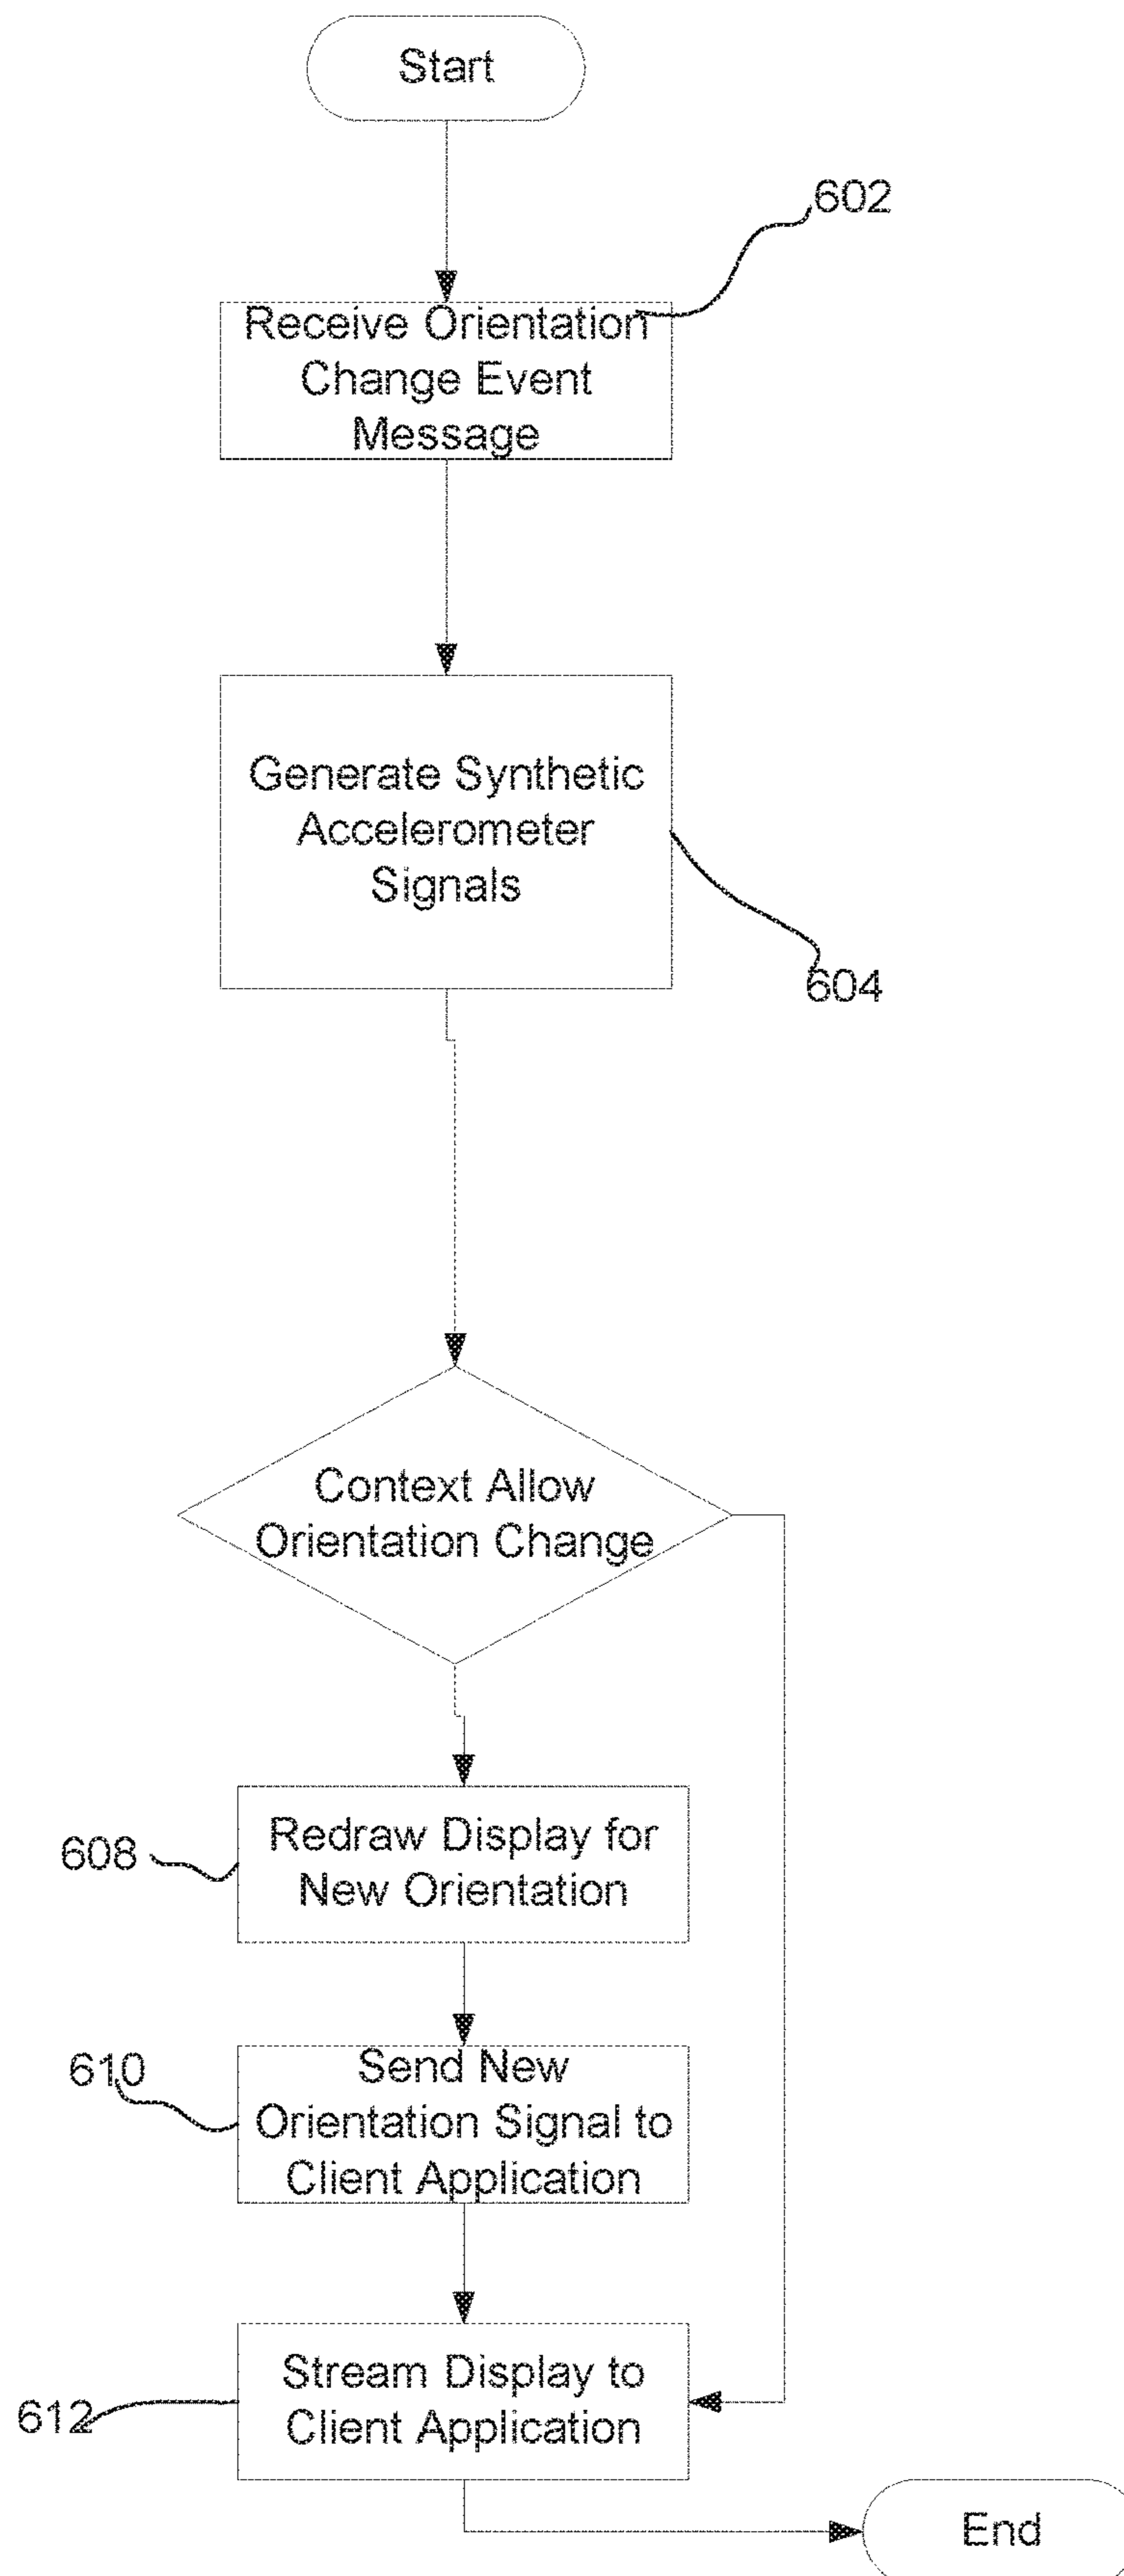 Start
602
Receive Orientation
Change Event
Message
Generate Synthetic
Accelerometer
Signals
604
Context Allow
Orientation Change
608
Redraw Display for
New Orientation
610
Send New
Orientation Signal to
Client Application
612
Stream Display to
Client Application
End